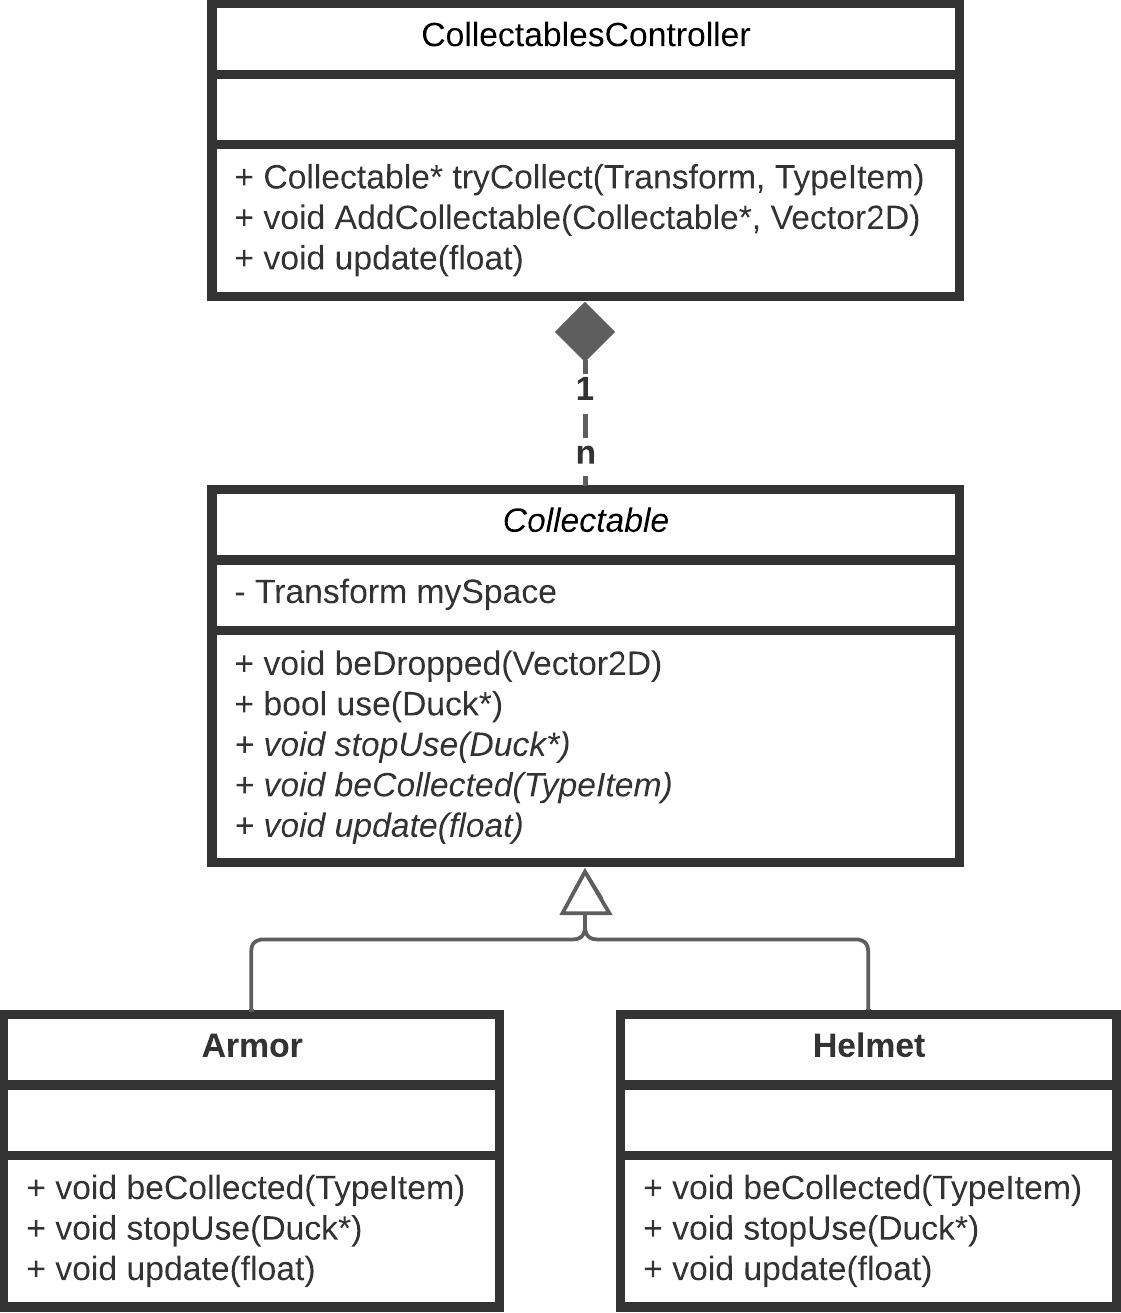 CollectablesController
+ Collectable* tryCollect(Transform, TypeItem)
+ void AddCollectable(Collectable*, Vector2D)
+ void update(float)
1
n
Collectable
- Transform mySpace
+ void beDropped(Vector2D)
+ bool use(Duck*)
+ void stopUse(Duck*)
+ void beCollected(TypeItem)
+ void update(float)
Armor
+ void beCollected(TypeItem)
+ void stopUse(Duck*)
+ void update(float)
Helmet
+ void beCollected(TypeItem)
+ void stopUse(Duck*)
+ void update(float)